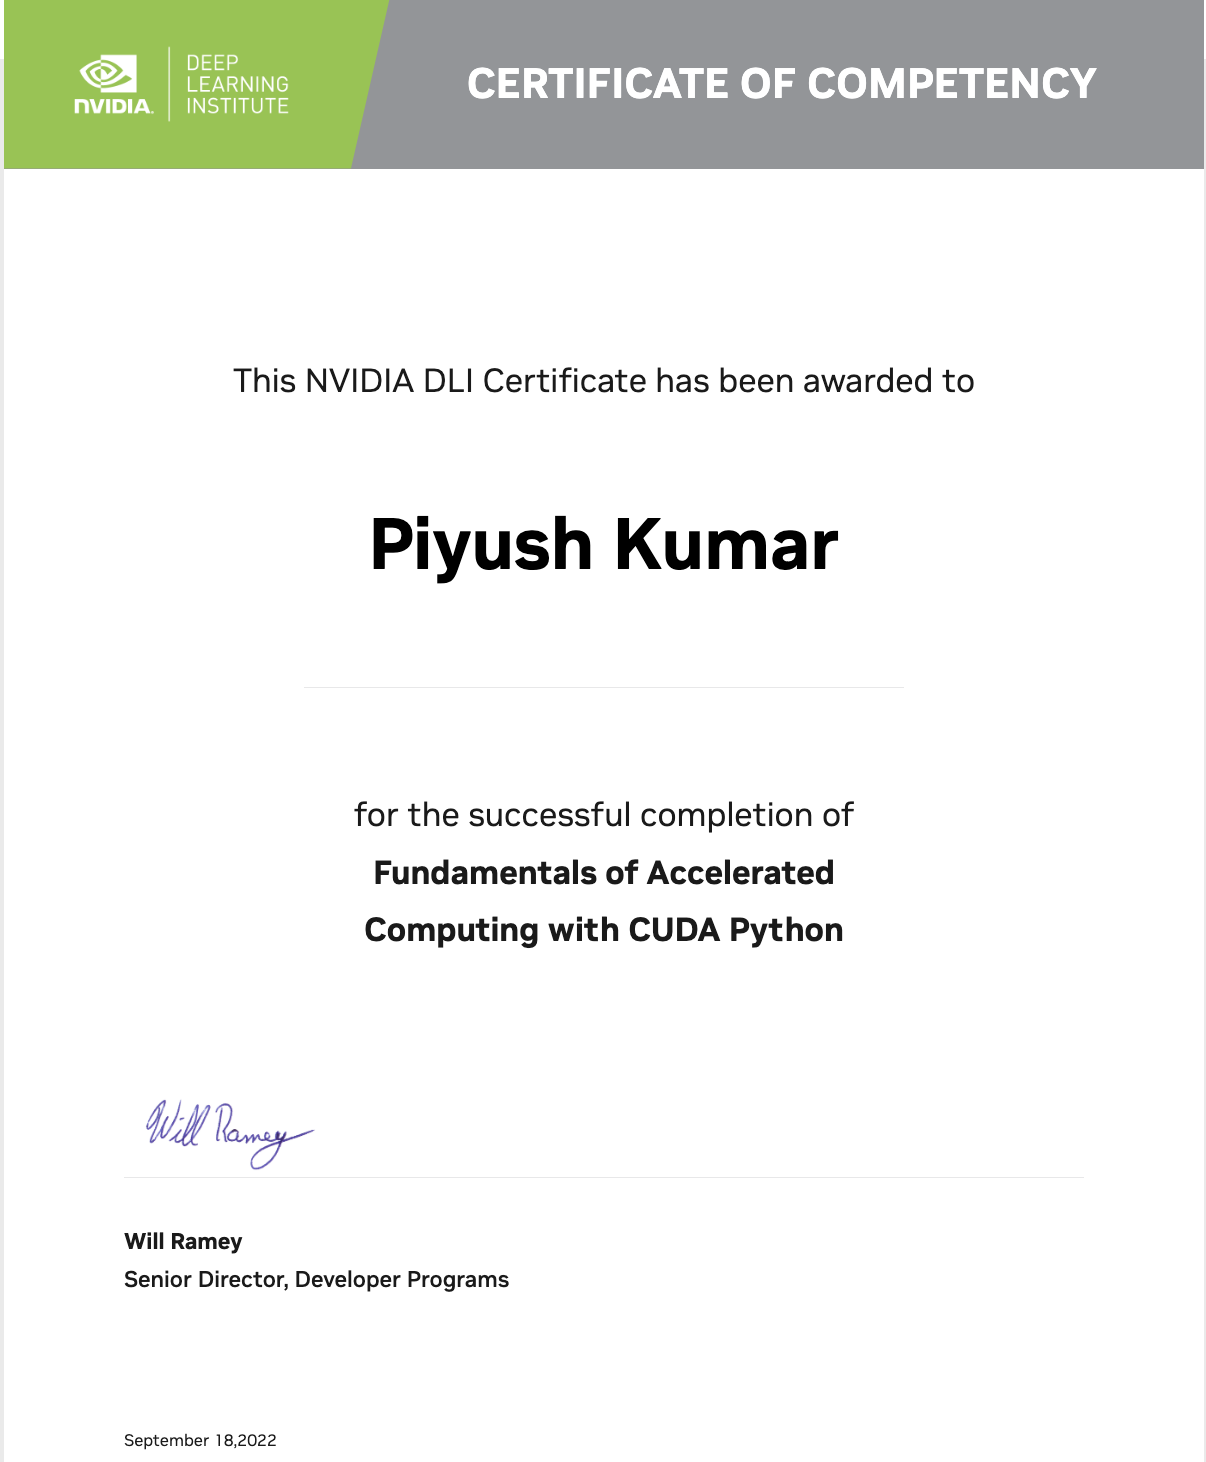 NVIDIA.
DEEP
LEARNING
INSTITUTE
CERTIFICATE OF COMPETENCY
This NVIDIA DLI Certificate has been awarded to
Piyush Kumar
for the successful completion of
Fundamentals of Accelerated
Computing with CUDA Python
Will Ramey
Will Ramey
Senior Director, Developer Programs
September 18,2022